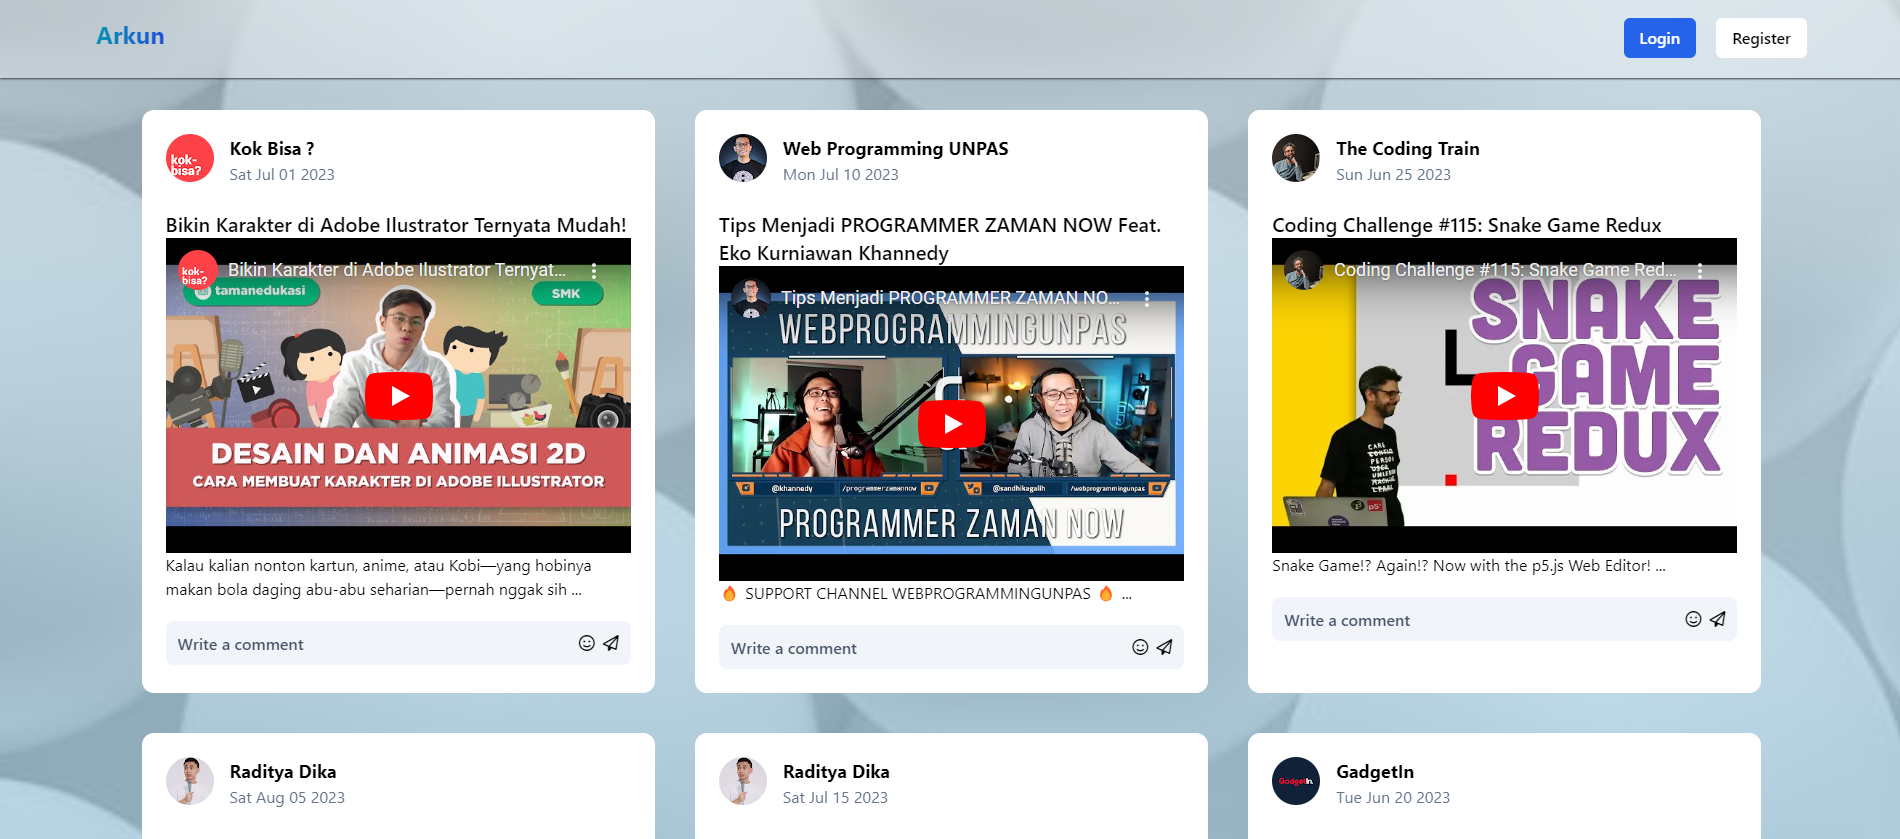 Arkun
Login
Register
kok-
bisa?
Kok Bisa ?
Sat Jul 01 2023
Bikin Karakter di Adobe Ilustrator Ternyata Mudah!
kok-
bisa?
Bikin Karakter di Adobe Ilustrator Ternyat...
tamanedukasi
SMK
DESAIN DAN ANIMASI 2D
CARA MEMBUAT KARAKTER DI ADOBE ILLUSTRATOR
Kalau kalian nonton kartun, anime, atau Kobi—yang hobinya
makan bola daging abu-abu seharian—pernah nggak sih ...
Write a comment
Web Programming UNPAS
Mon Jul 10 2023
Tips Menjadi PROGRAMMER ZAMAN NOW Feat.
Eko Kurniawan Khannedy
Tips Menjadi PROGRAMMER ZAMAN NO...
WEBPROGRAMMINGUNPAS
@khannedy
/programmerzamannow
@sandhikagalih
/webprogrammingunpas
PROGRAMMER ZAMAN NOW
🔥 SUPPORT CHANNEL WEBPROGRAMMINGUNPAS 🔥 ...
Write a comment
The Coding Train
Sun Jun 25 2023
Coding Challenge #115: Snake Game Redux
Coding Challenge #115: Snake Game Red...
SNAKE
GAME
REDUX
p5*
Snake Game!? Again!? Now with the p5.js Web Editor! ...
Write a comment
Raditya Dika
Sat Aug 05 2023
Raditya Dika
Sat Jul 15 2023
GadgetIn.
GadgetIn
Tue Jun 20 2023